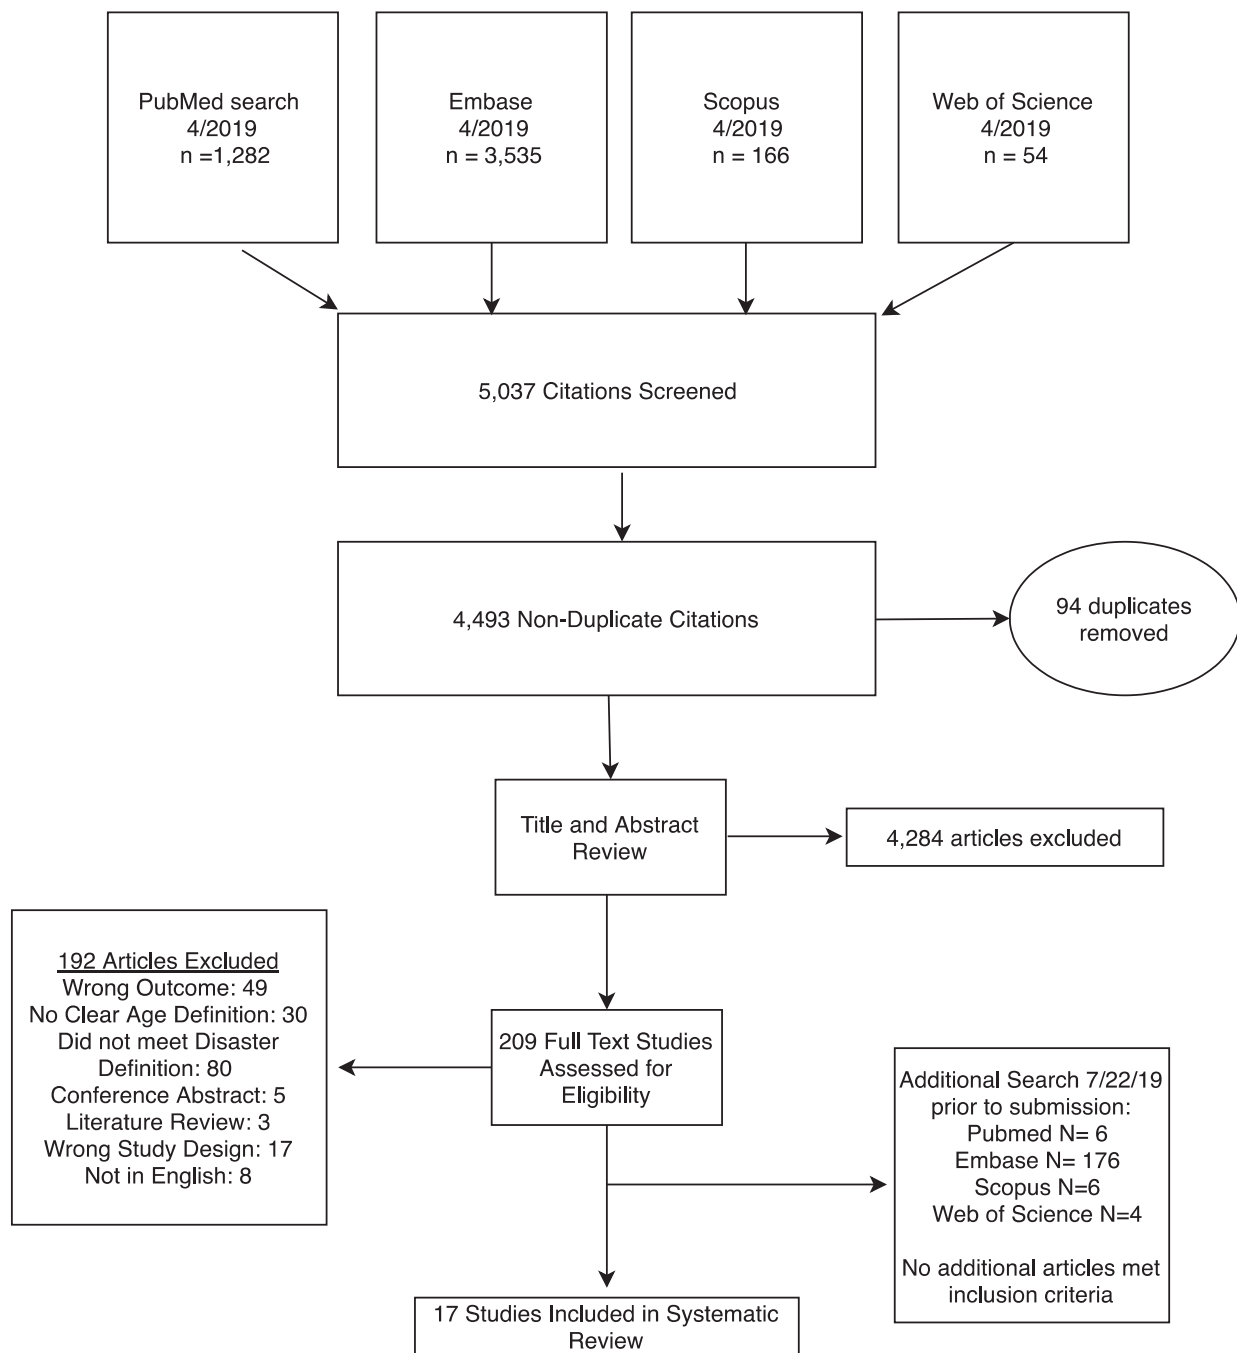 PubMed search
4/2019
n =1,282
Embase
4/2019
n = 3,535
Scopus
4/2019
n = 166
Web of Science
4/2019
n = 54
5,037 Citations Screened
4,493 Non-Duplicate Citations
94 duplicates
removed
Title and Abstract
Review
4,284 articles excluded
192 Articles Excluded
Wrong Outcome: 49
No Clear Age Definition: 30
Did not meet Disaster
Definition: 80
Conference Abstract: 5
Literature Review: 3
Wrong Study Design: 17
Not in English: 8
209 Full Text Studies
Assessed for
Eligibility
Additional Search 7/22/19
prior to submission:
Pubmed N= 6
Embase N= 176
Scopus N=6
Web of Science N=4
No additional articles met
inclusion criteria
17 Studies Included in Systematic
Review